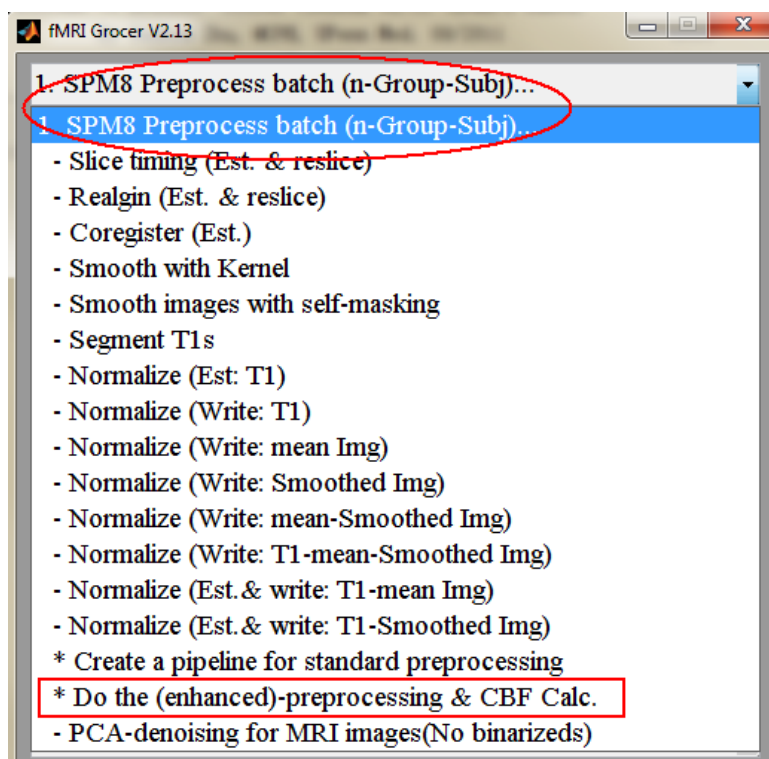 fMRI Grocer V2.13
1. SPM8 Preprocess batch (n-Group-Subj)...
1. SPM8 Preprocess batch (n-Group-Subj)...
- Slice timing (Est. & reslice)
- Realgin (Est. & reslice)
- Coregister (Est.)
- Smooth with Kernel
- Smooth images with self-masking
- Segment T1s
- Normalize (Est: T1)
- Normalize (Write: T1)
- Normalize (Write: mean Img)
- Normalize (Write: Smoothed Img)
- Normalize (Write: mean-Smoothed Img)
- Normalize (Write: T1-mean-Smoothed Img)
- Normalize (Est.& write: T1-mean Img)
- Normalize (Est.& write: T1-Smoothed Img)
* Create a pipeline for standard preprocessing
* Do the (enhanced)-preprocessing & CBF Calc.
- PCA-denoising for MRI images(No binarizeds)